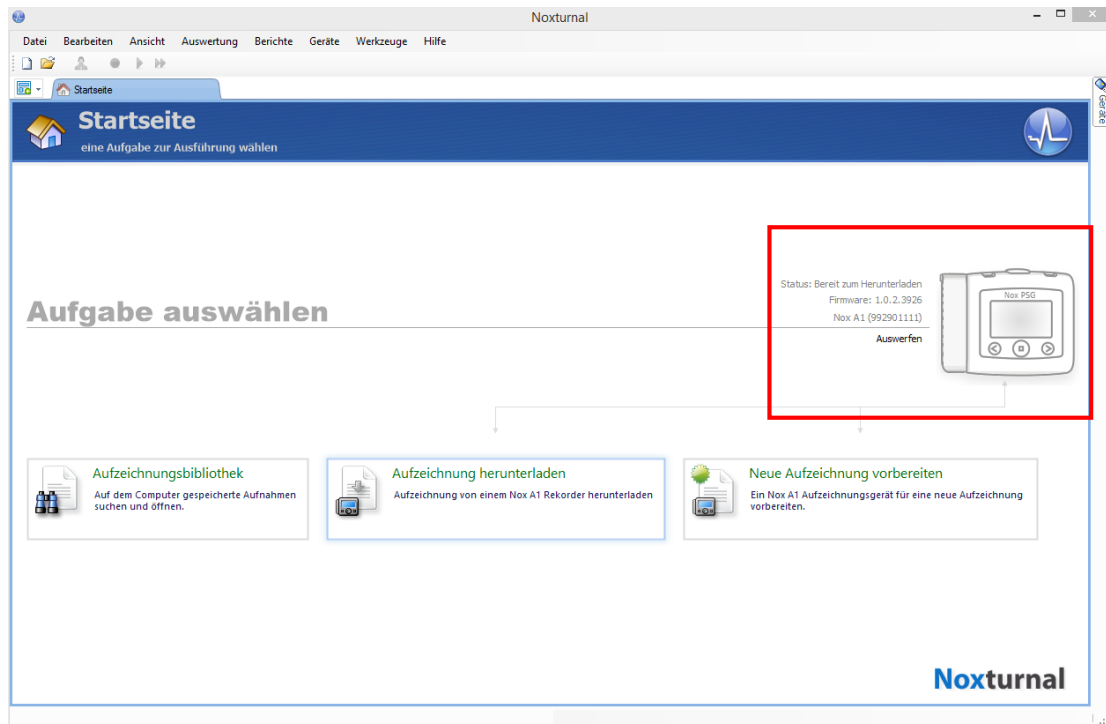 Noxturnal
Datei Bearbeiten Ansicht Auswertung Berichte Geräte Werkzeuge Hilfe
Startseite
Geräte
Startseite
eine Aufgabe zur Ausführung wählen
Status: Bereit zum Herunterladen
Firmware: 1.0.2.3926
Nox A1 (992901111)
Auswerfen
Nox PSG
Aufgabe auswählen
Aufzeichnungsbibliothek
Auf dem Computer gespeicherte Aufnahmen
suchen und öffnen.
Aufzeichnung herunterladen
Aufzeichnung von einem Nox A1 Rekorder herunterladen
Neue Aufzeichnung vorbereiten
Ein Nox A1 Aufzeichnungsgerät für eine neue Aufzeichnung
vorbereiten.
Noxturnal